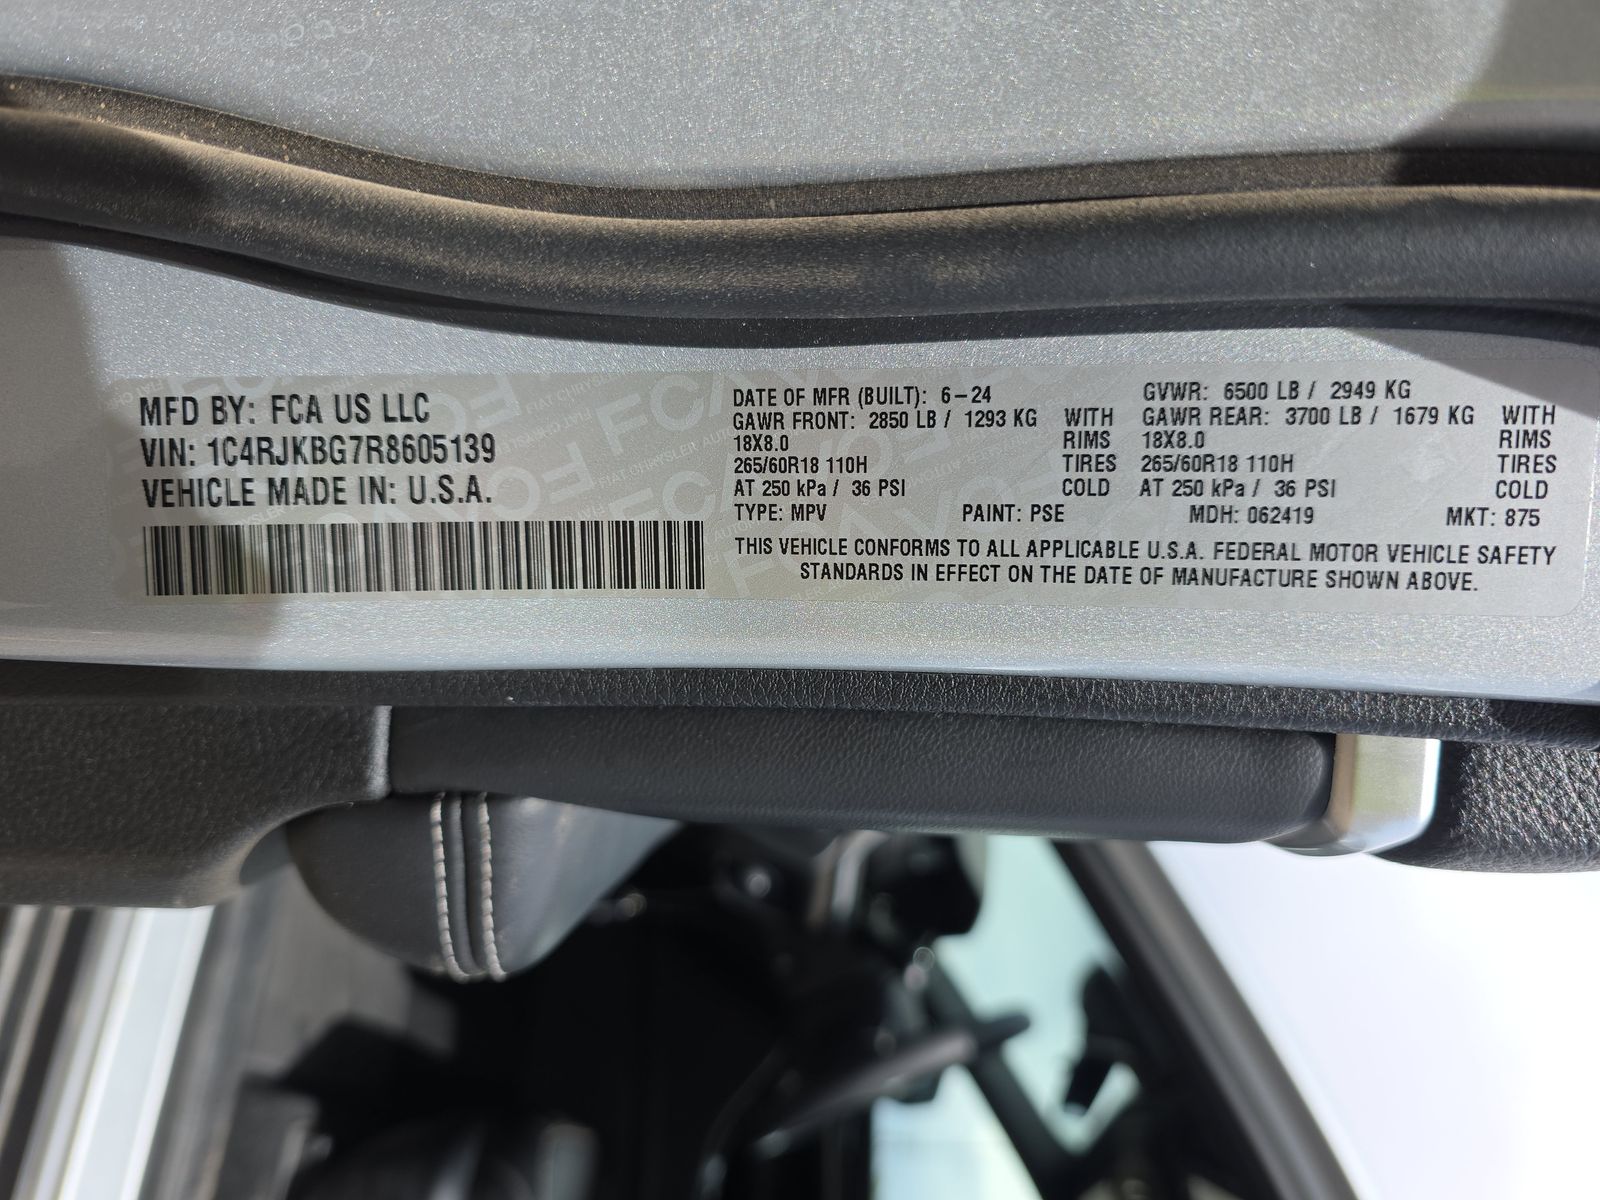 MFD BY: FCA US LLC
VIN: 1C4RJKBG7R8605139
VEHICLE MADE IN: U.S.A.
DATE OF MFR (BUILT): 6-24 GVWR: 6500 LB / 2949 KG
GAWR FRONT: 2850 LB / 1293 KG WITH GAWR REAR: 3700 LB / 1679 KG WITH
18X8.0 RIMS 18X8.0 RIMS
265/60R18 110H TIRES 265/60R18 110H TIRES
AT 250 kPa / 36 PSI COLD AT 250 kPa / 36 PSI COLD
TYPE: MPV PAINT: PSE MDH: 062419 MKT: 875
THIS VEHICLE CONFORMS TO ALL APPLICABLE U.S.A. FEDERAL MOTOR VEHICLE SAFETY
STANDARDS IN EFFECT ON THE DATE OF MANUFACTURE SHOWN ABOVE.